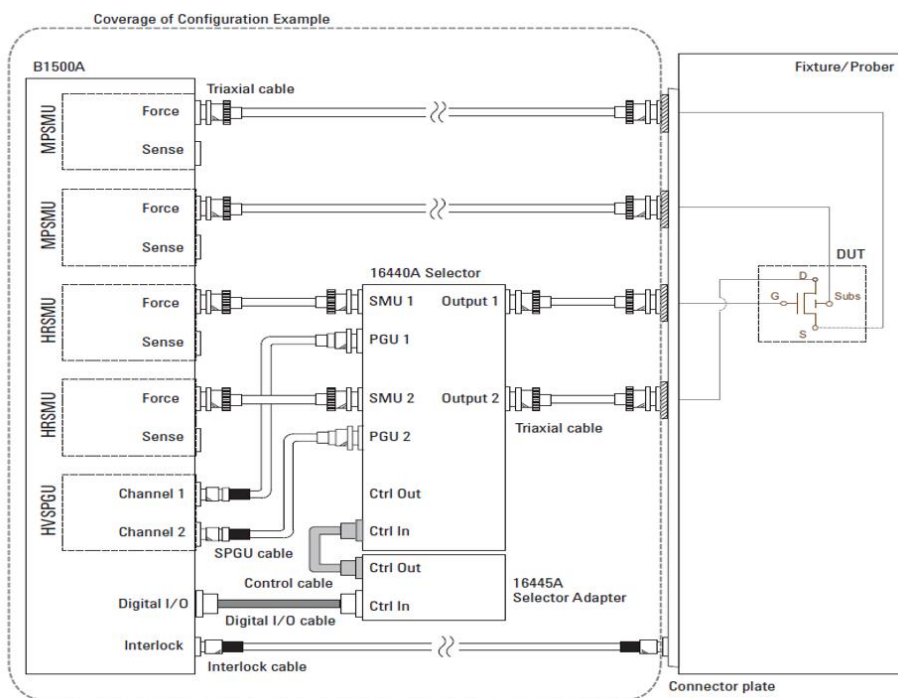 Coverage of Configuration Example
B1500A
Fixture/Prober
Triaxial cable
MPSMU
Force
Sense
MPSMU
Force
Sense
DUT
D
G
Subs
S
16440A Selector
HRSMU
Force
Sense
SMU 1
Output 1
PGU 1
HRSMU
Force
Sense
SMU 2
Output 2
PGU 2
Triaxial cable
HVSPGU
Channel 1
Channel 2
SPGU cable
Ctrl Out
Ctrl In
Control cable
Ctrl Out
Ctrl In
16445A
Selector Adapter
Digital I/O
Digital I/O cable
Interlock
Interlock cable
Connector plate